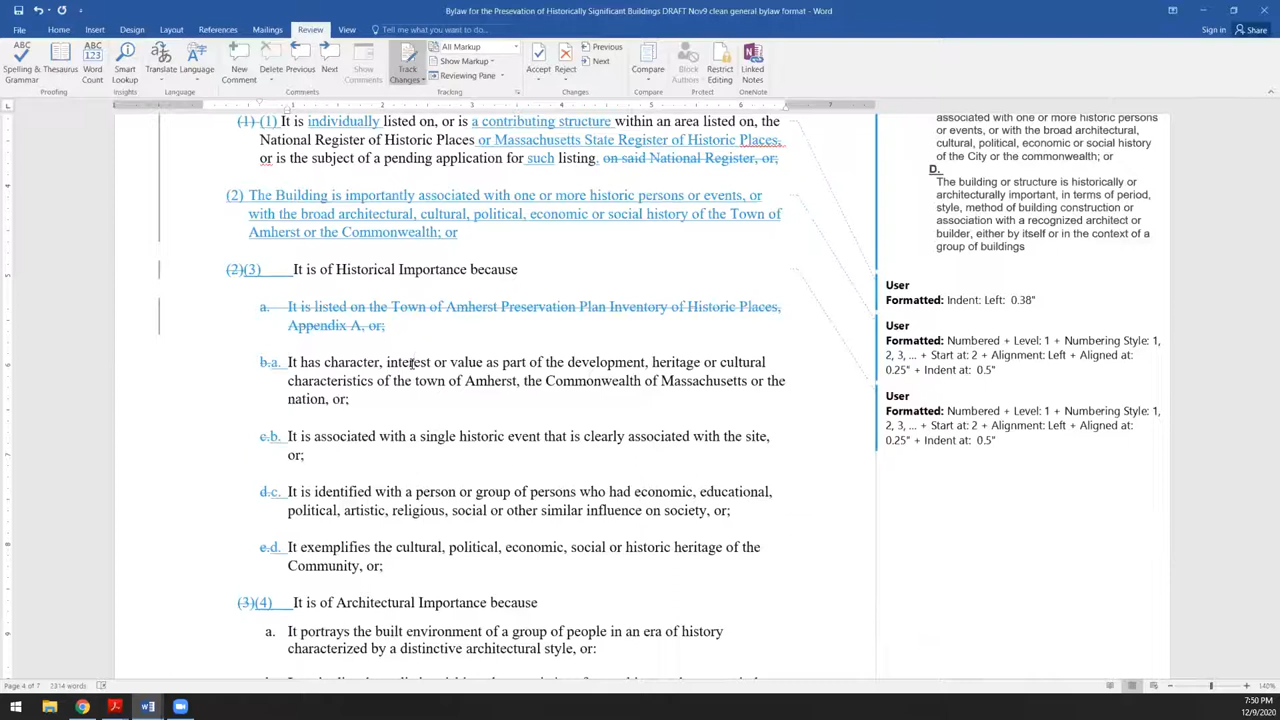 Bylaw for the Presevation of Historically Significant Buildings DRAFT Nov9 clean general bylaw format - Word
File Home Insert Design Layout References Mailings Review View Tell me what you want to do... Sign in Share
Spelling & Grammar Thesaurus Word Count Smart Lookup Translate Language New Comment Delete Previous Next Show Comments Track Changes All Markup Show Markup Reviewing Pane Accept Reject Previous Next Compare Block Authors Restrict Editing Linked Notes
Proofing Insights Language Comments Tracking Changes Compare Protect OneNote
1 2 3 4 5 6 7
(1) (1) It is individually listed on, or is a contributing structure within an area listed on, the
National Register of Historic Places or Massachusetts State Register of Historic Places,
or is the subject of a pending application for such listing. on said National Register, or;
(2) The Building is importantly associated with one or more historic persons or events, or
with the broad architectural, cultural, political, economic or social history of the Town of
Amherst or the Commonwealth; or
(2)(3) It is of Historical Importance because
a. It is listed on the Town of Amherst Preservation Plan Inventory of Historic Places,
Appendix A, or;
b.a. It has character, interest or value as part of the development, heritage or cultural
characteristics of the town of Amherst, the Commonwealth of Massachusetts or the
nation, or;
c.b. It is associated with a single historic event that is clearly associated with the site,
or;
d.c. It is identified with a person or group of persons who had economic, educational,
political, artistic, religious, social or other similar influence on society, or;
e.d. It exemplifies the cultural, political, economic, social or historic heritage of the
Community, or;
(3)(4) It is of Architectural Importance because
a. It portrays the built environment of a group of people in an era of history
characterized by a distinctive architectural style, or:
associated with one or more historic persons
or events, or with the broad architectural,
cultural, political, economic or social history
of the City or the commonwealth; or
D.
The building or structure is historically or
architecturally important, in terms of period,
style, method of building construction or
association with a recognized architect or
builder, either by itself or in the context of a
group of buildings
User
Formatted: Indent: Left: 0.38"
User
Formatted: Numbered + Level: 1 + Numbering Style: 1,
2, 3, ... + Start at: 2 + Alignment: Left + Aligned at:
0.25" + Indent at: 0.5"
User
Formatted: Numbered + Level: 1 + Numbering Style: 1,
2, 3, ... + Start at: 2 + Alignment: Left + Aligned at:
0.25" + Indent at: 0.5"
Page 4 of 7 2314 words 140%
7:50 PM
12/9/2020